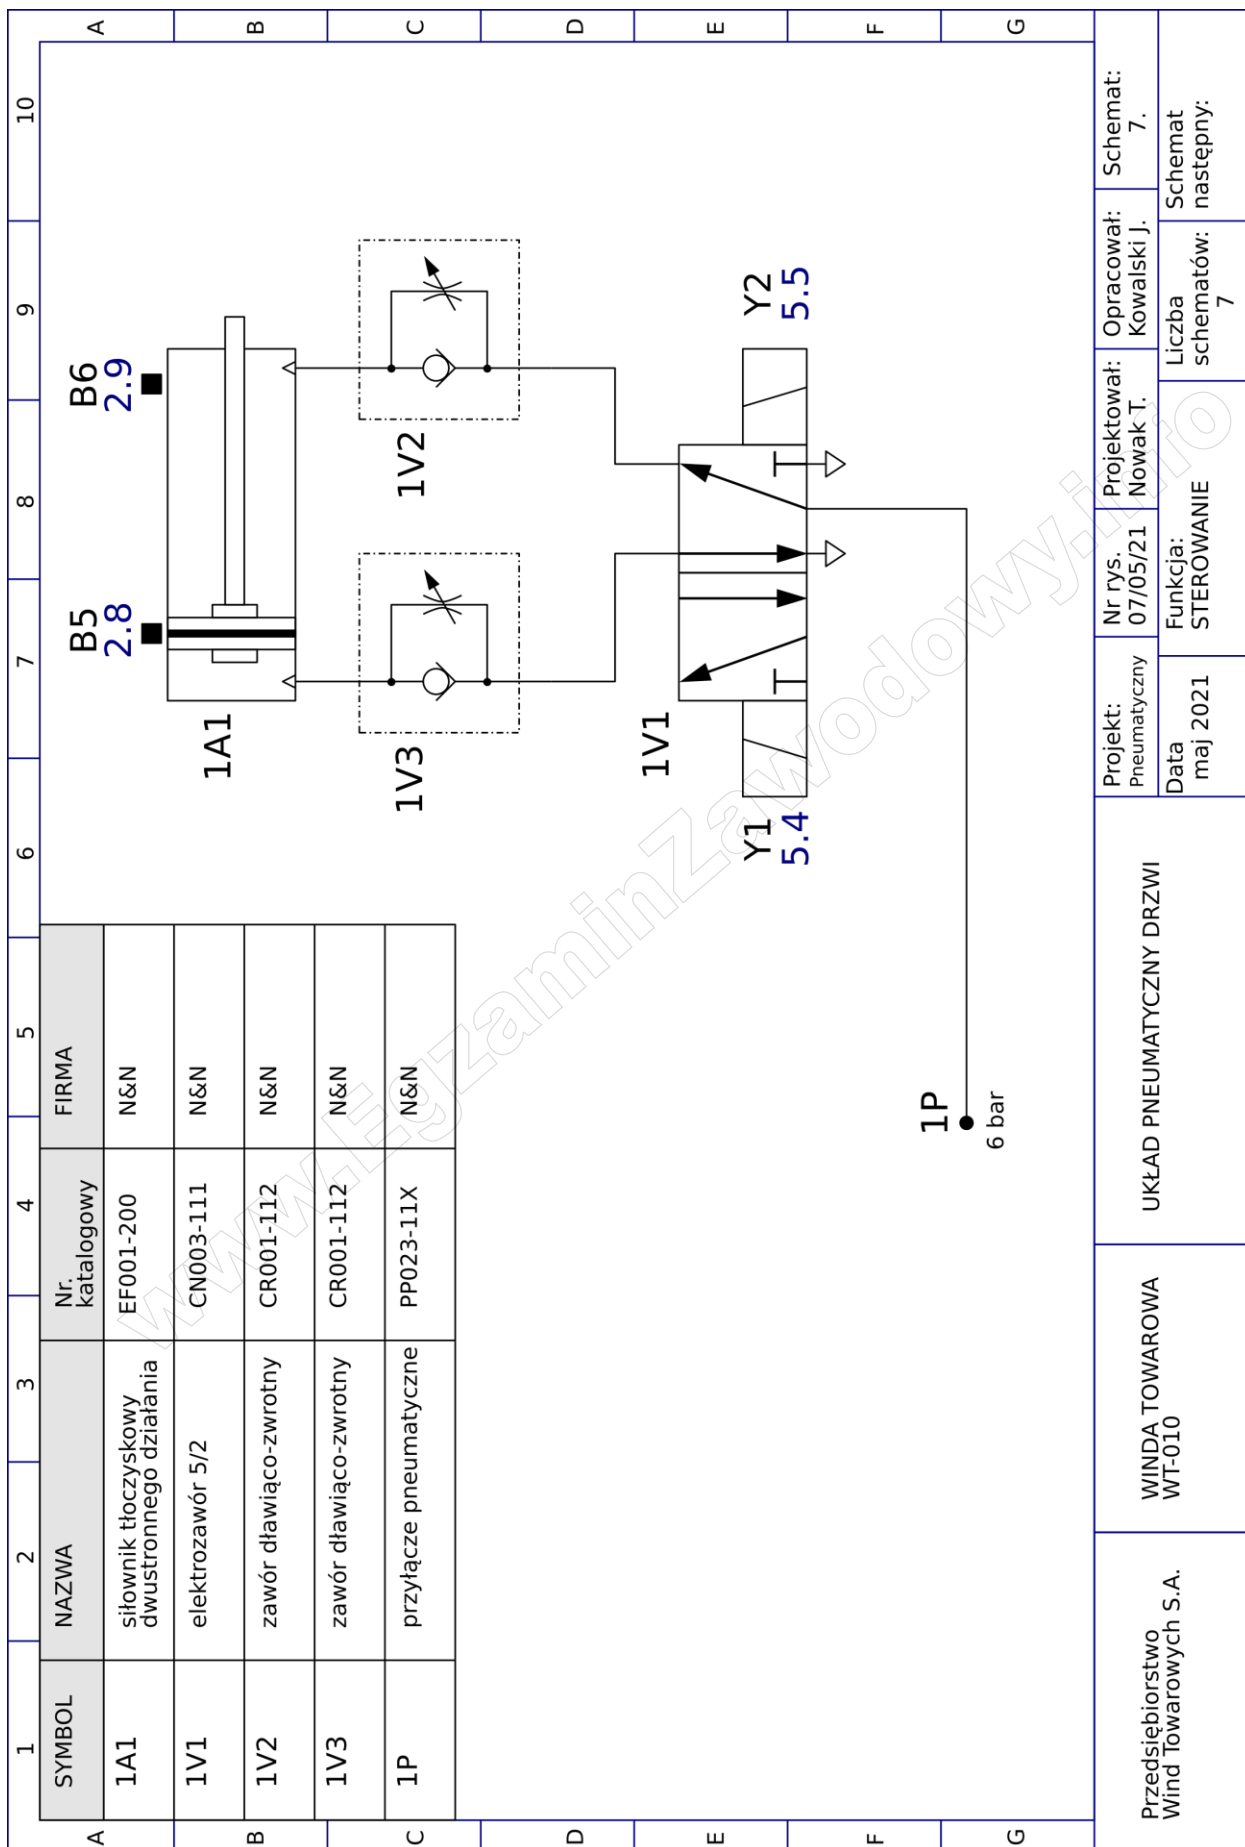 1 2 3 4 5 6 7 8 9 10
A A
B B
C C
D D
E E
F F
G G
SYMBOL NAZWA Nr. katalogowy FIRMA
1A1 siłownik tłoczyskowy dwustronnego działania EF001-200 N&N
1V1 elektrozawór 5/2 CN003-111 N&N
1V2 zawór dławiąco-zwrotny CR001-112 N&N
1V3 zawór dławiąco-zwrotny CR001-112 N&N
1P przyłącze pneumatyczne PP023-11X N&N
B5
2.8
B6
2.9
1A1
1V3
1V2
1V1
Y1
5.4
Y2
5.5
1P
6 bar
www.EgzaminZawodowy.info
Przedsiębiorstwo
Wind Towarowych S.A.
WINDA TOWAROWA
WT-010
UKŁAD PNEUMATYCZNY DRZWI
Projekt:
Pneumatyczny
Nr rys.
07/05/21
Projektował:
Nowak T.
Opracował:
Kowalski J.
Schemat:
7.
Data
maj 2021
Funkcja:
STEROWANIE
Liczba
schematów:
7
Schemat
następny: